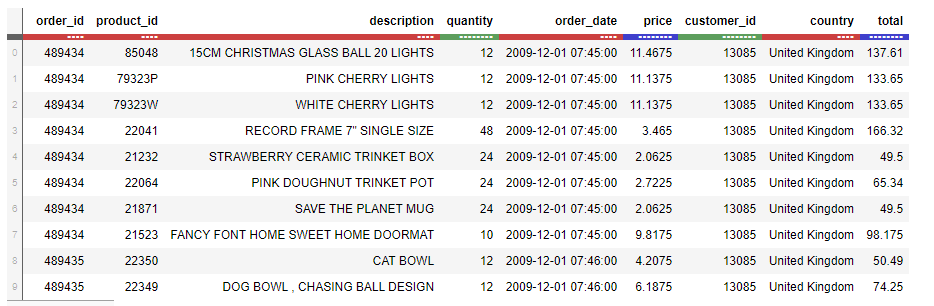 order_id product_id description quantity order_date price customer_id country total
0 489434 85048 15CM CHRISTMAS GLASS BALL 20 LIGHTS 12 2009-12-01 07:45:00 11.4675 13085 United Kingdom 137.61
1 489434 79323P PINK CHERRY LIGHTS 12 2009-12-01 07:45:00 11.1375 13085 United Kingdom 133.65
2 489434 79323W WHITE CHERRY LIGHTS 12 2009-12-01 07:45:00 11.1375 13085 United Kingdom 133.65
3 489434 22041 RECORD FRAME 7" SINGLE SIZE 48 2009-12-01 07:45:00 3.465 13085 United Kingdom 166.32
4 489434 21232 STRAWBERRY CERAMIC TRINKET BOX 24 2009-12-01 07:45:00 2.0625 13085 United Kingdom 49.5
5 489434 22064 PINK DOUGHNUT TRINKET POT 24 2009-12-01 07:45:00 2.7225 13085 United Kingdom 65.34
6 489434 21871 SAVE THE PLANET MUG 24 2009-12-01 07:45:00 2.0625 13085 United Kingdom 49.5
7 489434 21523 FANCY FONT HOME SWEET HOME DOORMAT 10 2009-12-01 07:45:00 9.8175 13085 United Kingdom 98.175
8 489435 22350 CAT BOWL 12 2009-12-01 07:46:00 4.2075 13085 United Kingdom 50.49
9 489435 22349 DOG BOWL , CHASING BALL DESIGN 12 2009-12-01 07:46:00 6.1875 13085 United Kingdom 74.25